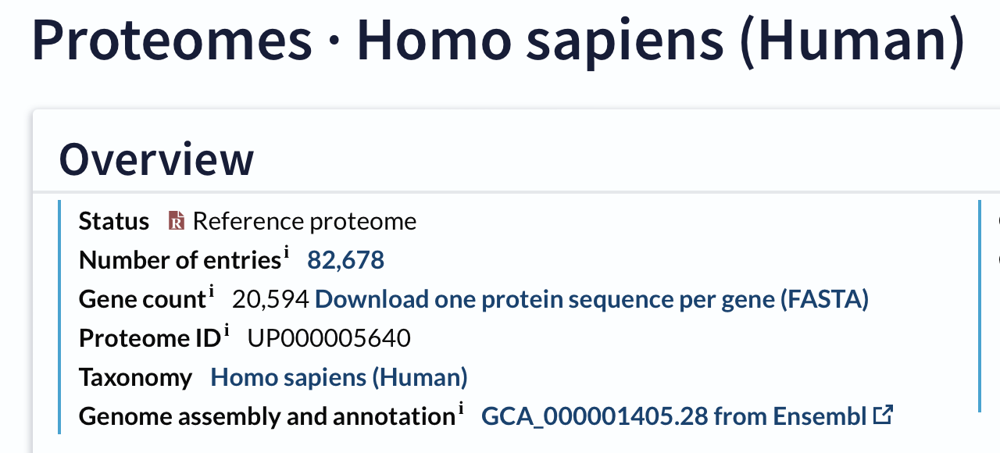 Proteomes · Homo sapiens (Human)
Overview
Status R Reference proteome
Number of entries i 82,678
Gene count i 20,594 Download one protein sequence per gene (FASTA)
Proteome ID i UP000005640
Taxonomy Homo sapiens (Human)
Genome assembly and annotation i GCA_000001405.28 from Ensembl